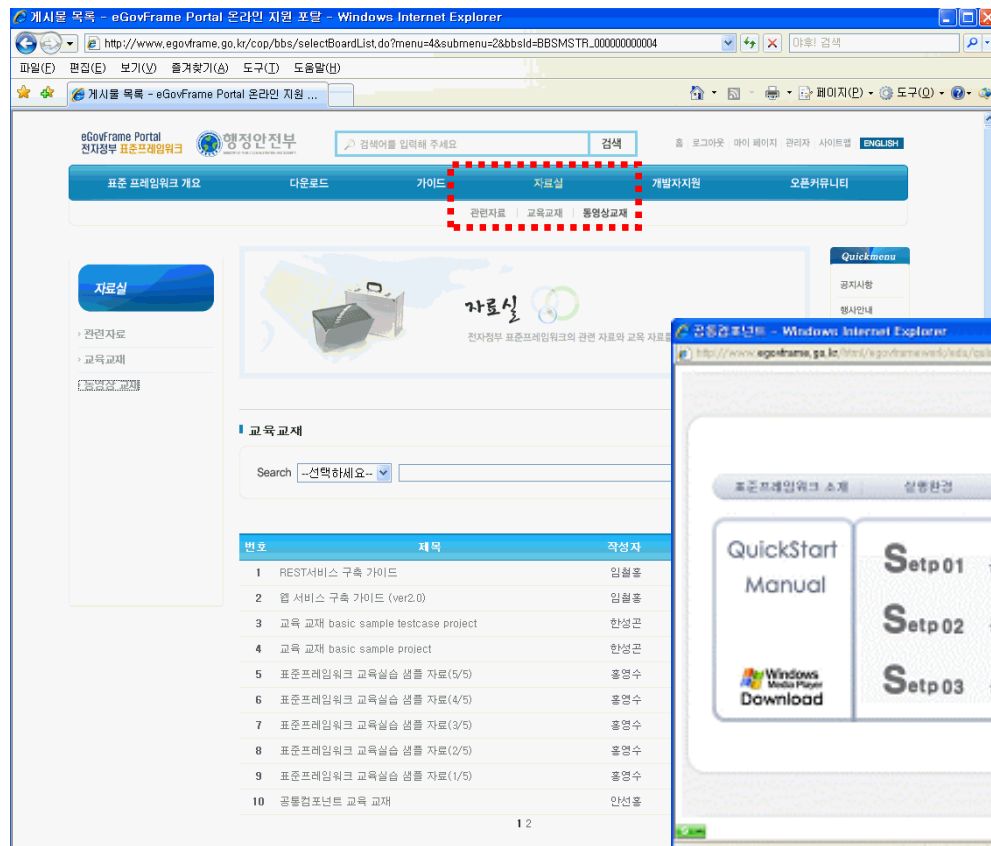 게시물 목록 - eGovFrame Portal 온라인 지원 포탈 - Windows Internet Explorer
http://www.egovframe.go.kr/cop/bbs/selectBoardList.do?menu=4&submenu=2&bbsId=BBSMSTR_000000000004
야후! 검색
파일(F) 편집(E) 보기(V) 즐겨찾기(A) 도구(T) 도움말(H)
게시물 목록 - eGovFrame Portal 온라인 지원 ...
페이지(P) 도구(O)
eGovFrame Portal
전자정부 표준프레임워크
행정안전부
검색어를 입력해 주세요
검색
홈 로그아웃 마이 페이지 관리자 사이트맵 ENGLISH
표준 프레임워크 개요 다운로드 가이드 자료실 개발자지원 오픈커뮤니티
관련자료 교육교재 동영상교재
자료실
관련자료
교육교재
동영상 교재
자료실
전자정부 표준프레임워크의 관련 자료와 교육 자료를
Quickmenu
공지사항
행사안내
교육교재
Search --선택하세요--
번호 제목 작성자
1 REST서비스 구축 가이드 임철홍
2 웹 서비스 구축 가이드 (ver2.0) 임철홍
3 교육 교재 basic sample testcase project 한성곤
4 교육 교재 basic sample project 한성곤
5 표준프레임워크 교육실습 샘플 자료(5/5) 홍영수
6 표준프레임워크 교육실습 샘플 자료(4/5) 홍영수
7 표준프레임워크 교육실습 샘플 자료(3/5) 홍영수
8 표준프레임워크 교육실습 샘플 자료(2/5) 홍영수
9 표준프레임워크 교육실습 샘플 자료(1/5) 홍영수
10 공통컴포넌트 교육 교재 안선홍
1 2
공통컴포넌트 - Windows Internet Explorer
표준프레임워크 소개 실행환경
QuickStart
Manual
Windows
Media Player
Download
Setp 01
Setp 02
Setp 03